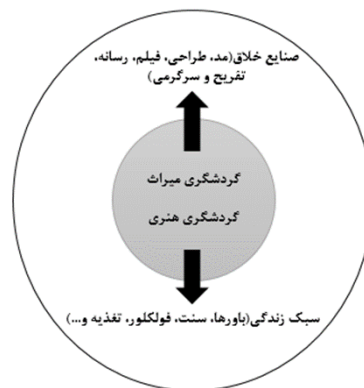 صنایع خلاق(مد، طراحی، فیلم، رسانه،
تفریح و سرگرمی)
گردشگری میراث
گردشگری هنری
سبک زندگی(باورها، سنت، فولکلور، تغذیه و...)